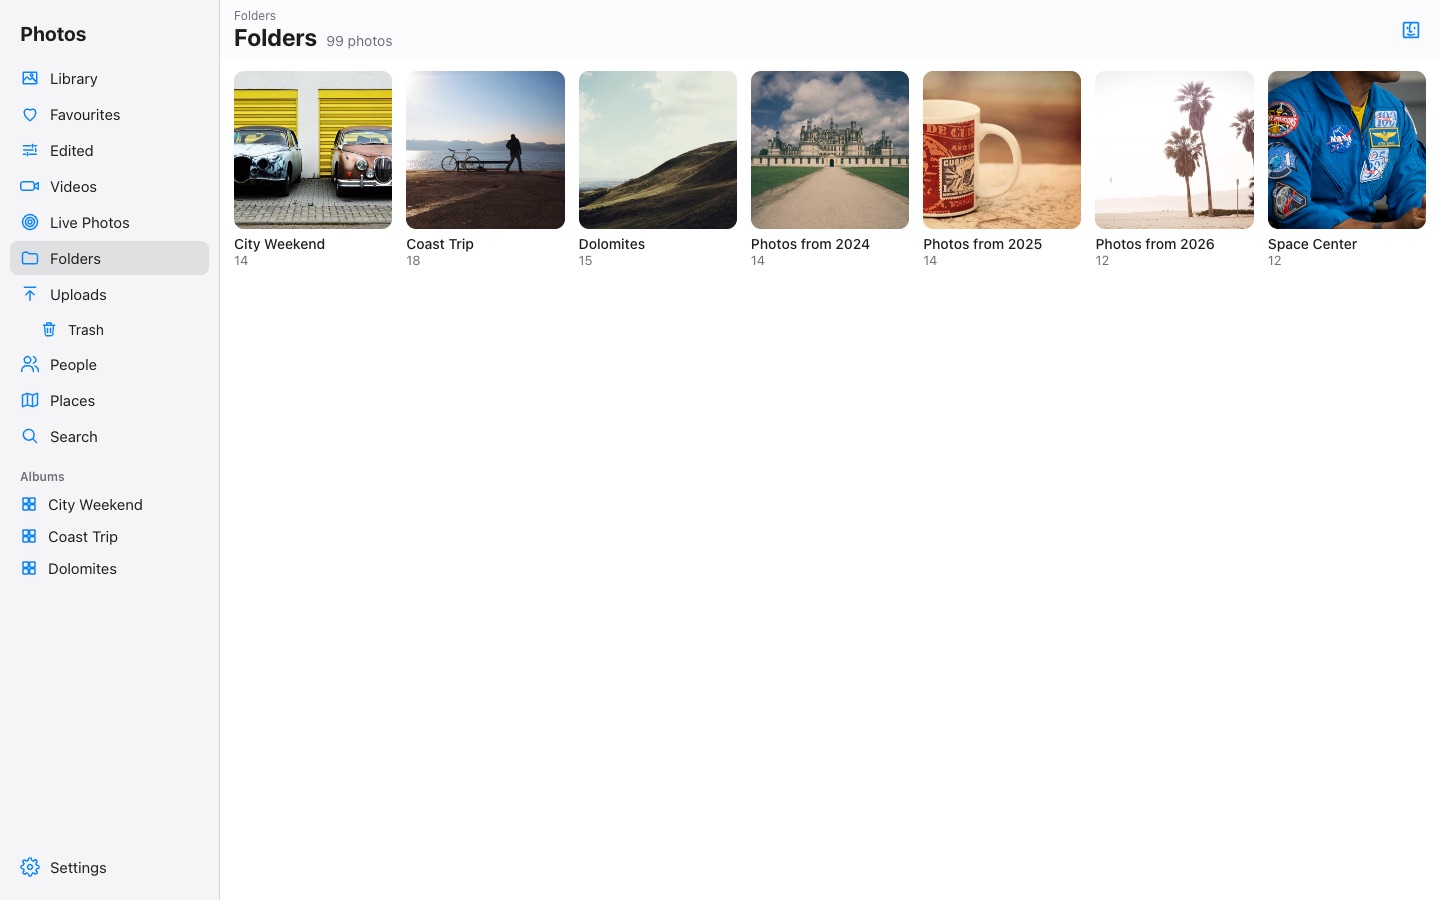 Photos
Library
Favourites
Edited
Videos
Live Photos
Folders
Uploads
Trash
People
Places
Search
Albums
City Weekend
Coast Trip
Dolomites
Settings
Folders
Folders 99 photos
City Weekend
14
Coast Trip
18
Dolomites
15
Photos from 2024
14
Photos from 2025
14
Photos from 2026
12
Space Center
12
NASA